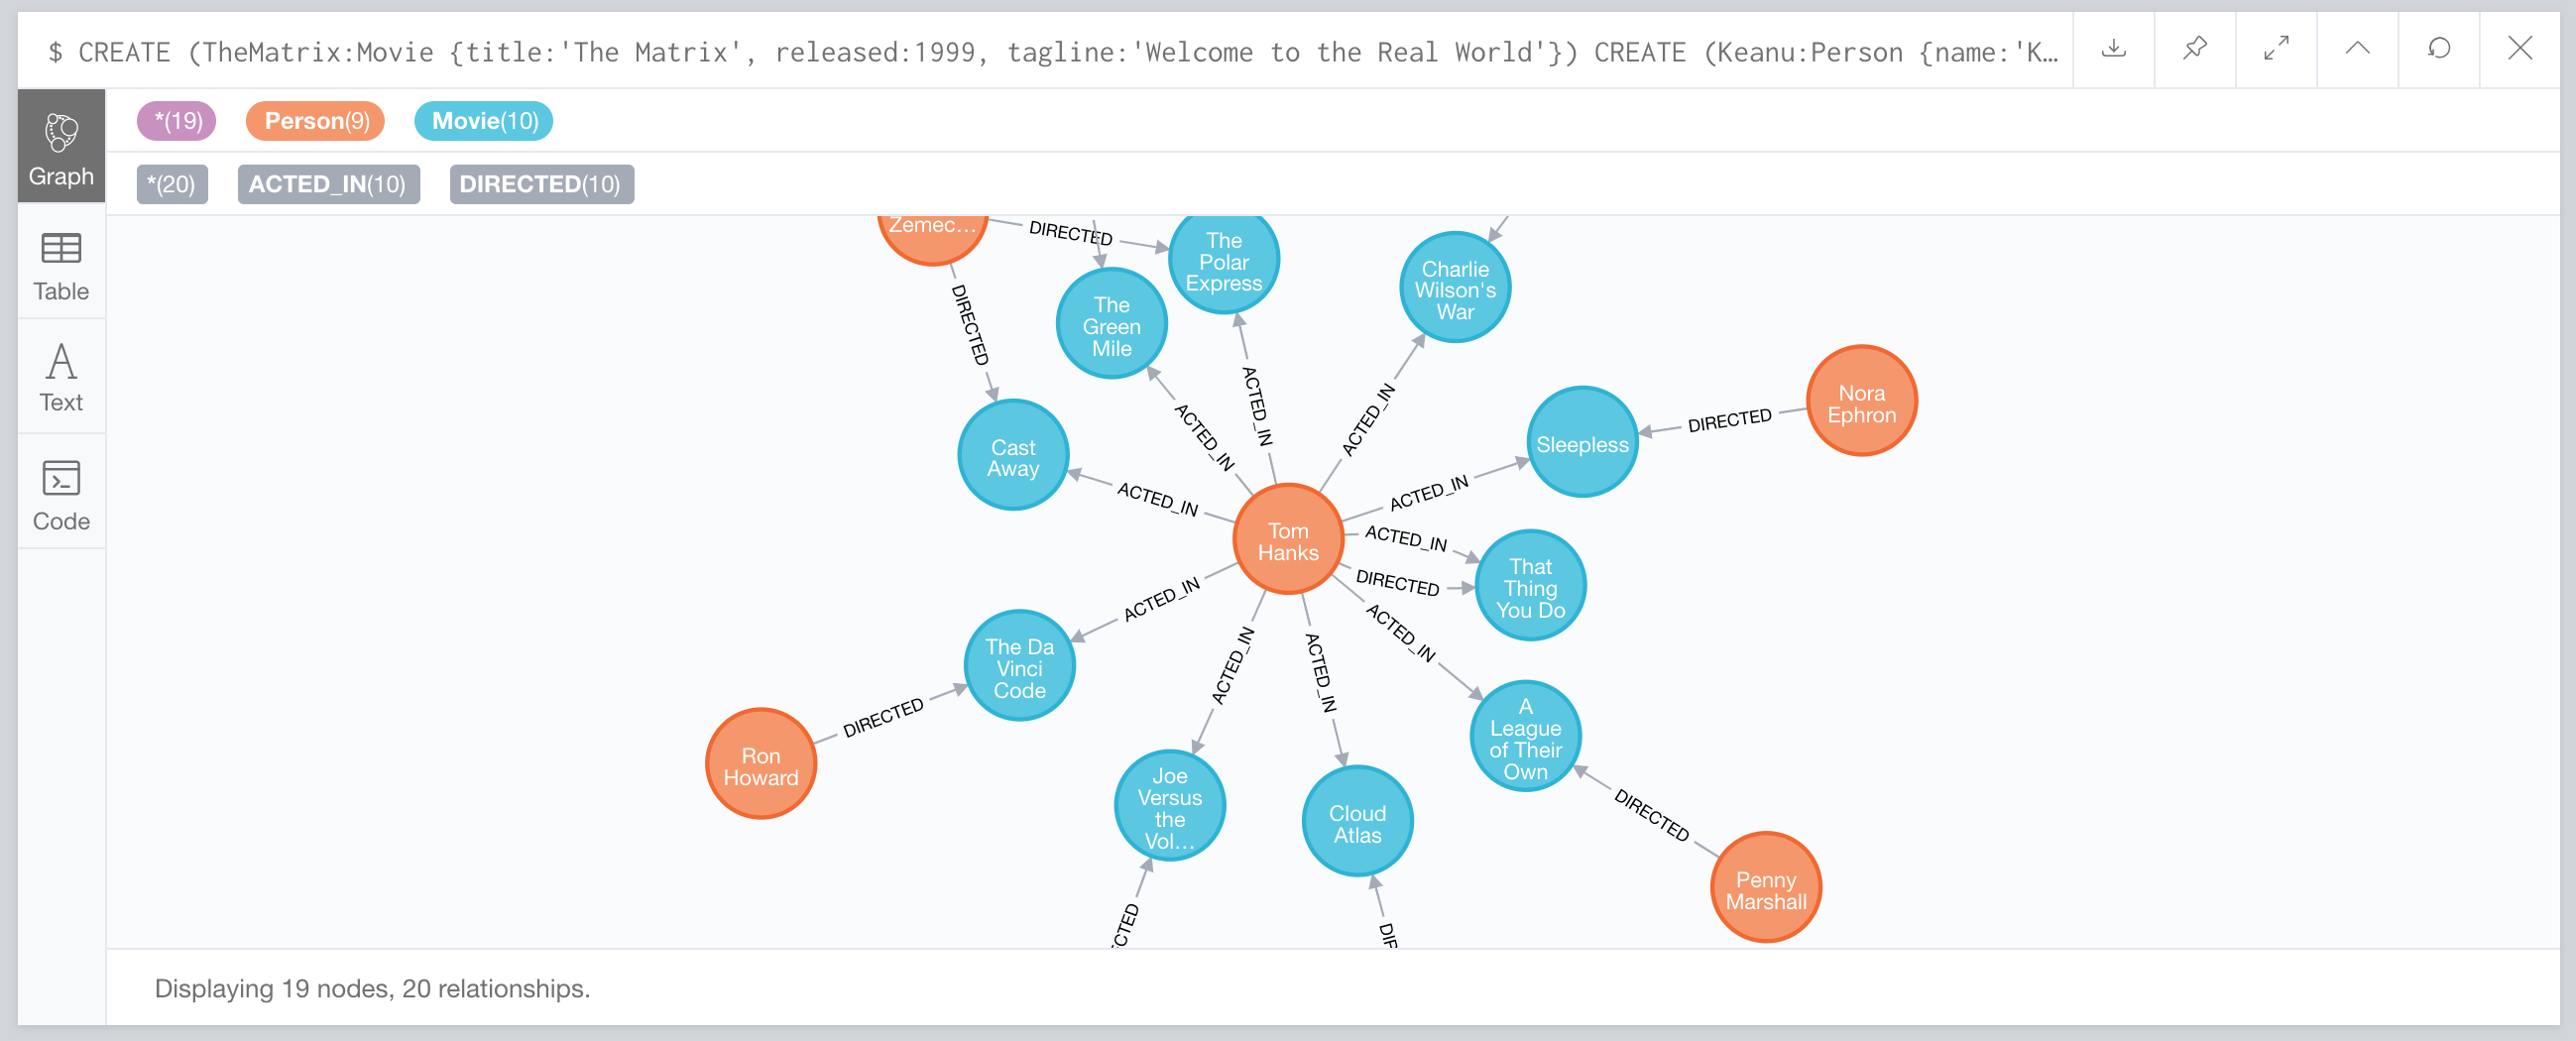 $ CREATE (TheMatrix:Movie {title:'The Matrix', released:1999, tagline:'Welcome to the Real World'}) CREATE (Keanu:Person {name:'K…
Graph
*(19) Person(9) Movie(10)
*(20) ACTED_IN(10) DIRECTED(10)
Table
Text
Code
Zemec...
DIRECTED
The
Polar
Express
Charlie
Wilson's
War
The
Green
Mile
DIRECTED
Nora
Ephron
DIRECTED
Sleepless
Cast
Away
ACTED_IN
ACTED_IN
ACTED_IN
ACTED_IN
ACTED_IN
Tom
Hanks
ACTED_IN
DIRECTED
That
Thing
You Do
ACTED_IN
ACTED_IN
ACTED_IN
ACTED_IN
The Da
Vinci
Code
DIRECTED
Ron
Howard
A
League
of Their
Own
Joe
Versus
the
Vol...
Cloud
Atlas
DIRECTED
Penny
Marshall
CTED
DIR
Displaying 19 nodes, 20 relationships.